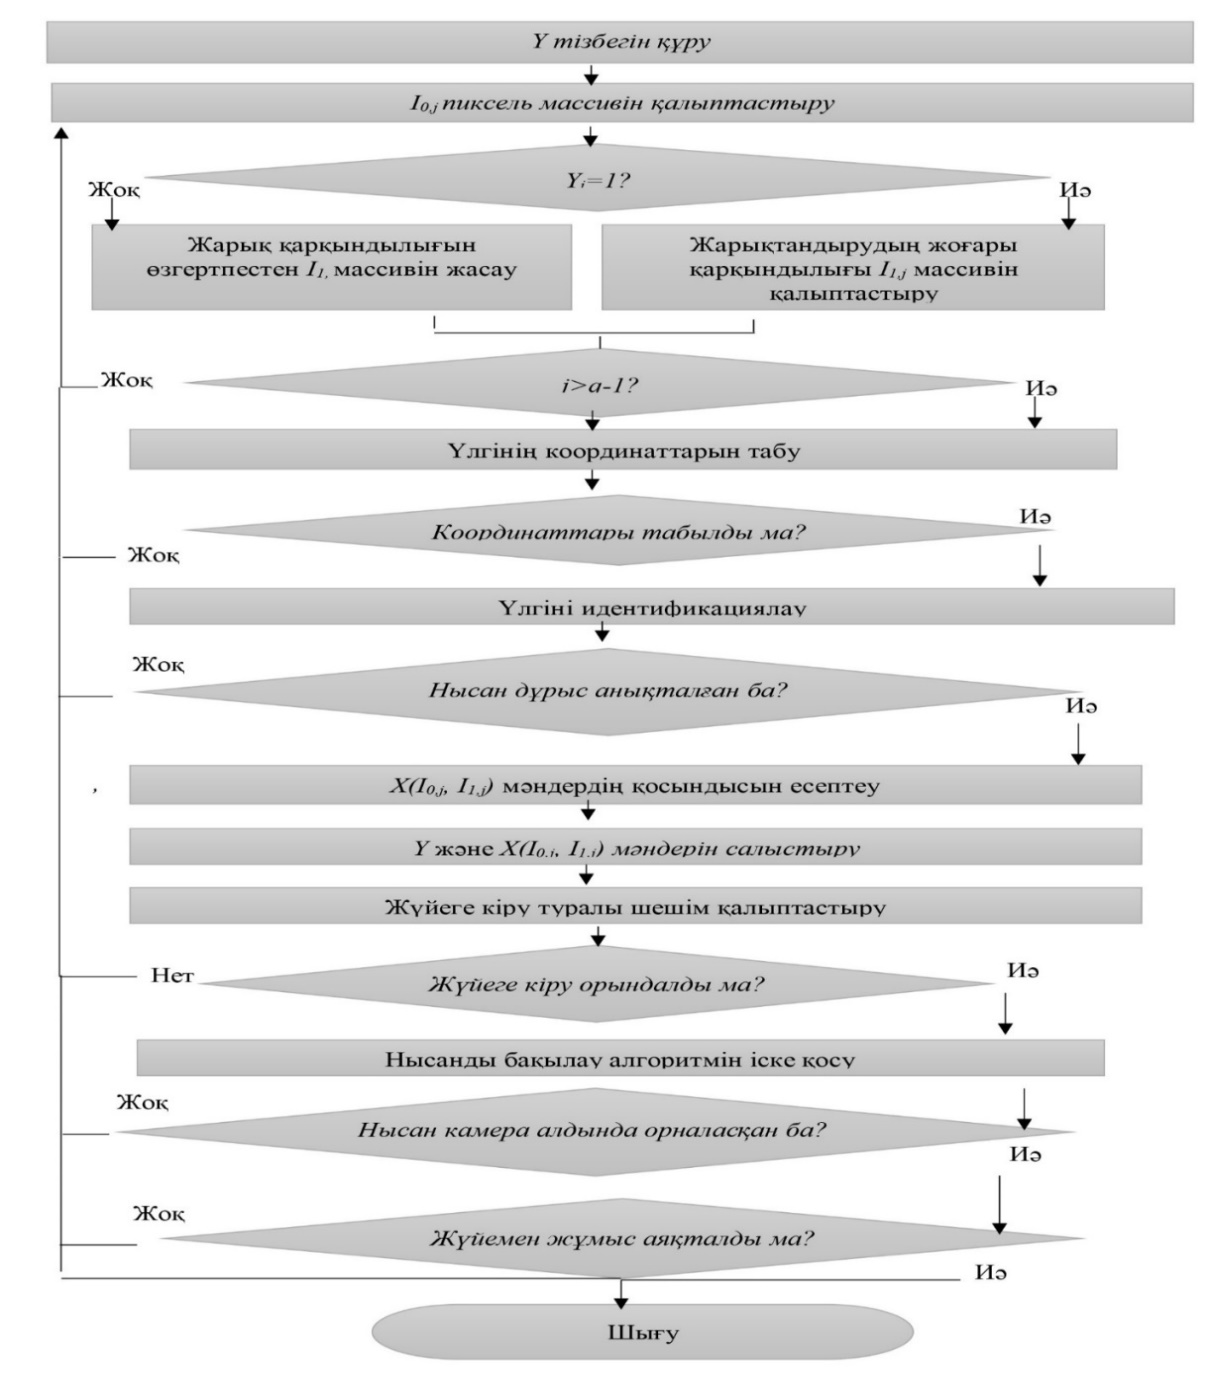 Y тізбегін құру
I0,j пиксель массивін қалыптастыру
Yi=1?
Жоқ
Иә
Жарық қарқындылығын
өзгертпестен I1, массивін жасау
Жарықтандырудың жоғары
қарқындылығы I1,j массивін
қалыптастыру
i>a-1?
Жоқ
Иә
Үлгінің координаттарын табу
Координаттары табылды ма?
Иә
Жоқ
Үлгіні идентификациялау
Жоқ
Нысан дұрыс анықталған ба?
Иә
,
X(I0,j, I1,j) мәндердің қосындысын есептеу
Y және X(I0,i, I1,i) мәндерін салыстыру
Жүйеге кіру туралы шешім қалыптастыру
Нет
Жүйеге кіру орындалды ма?
Иә
Нысанды бақылау алгоритмін іске қосу
Жоқ
Нысан камера алдында орналасқан ба?
Иә
Жоқ
Жүйемен жұмыс аяқталды ма?
Иә
Шығу